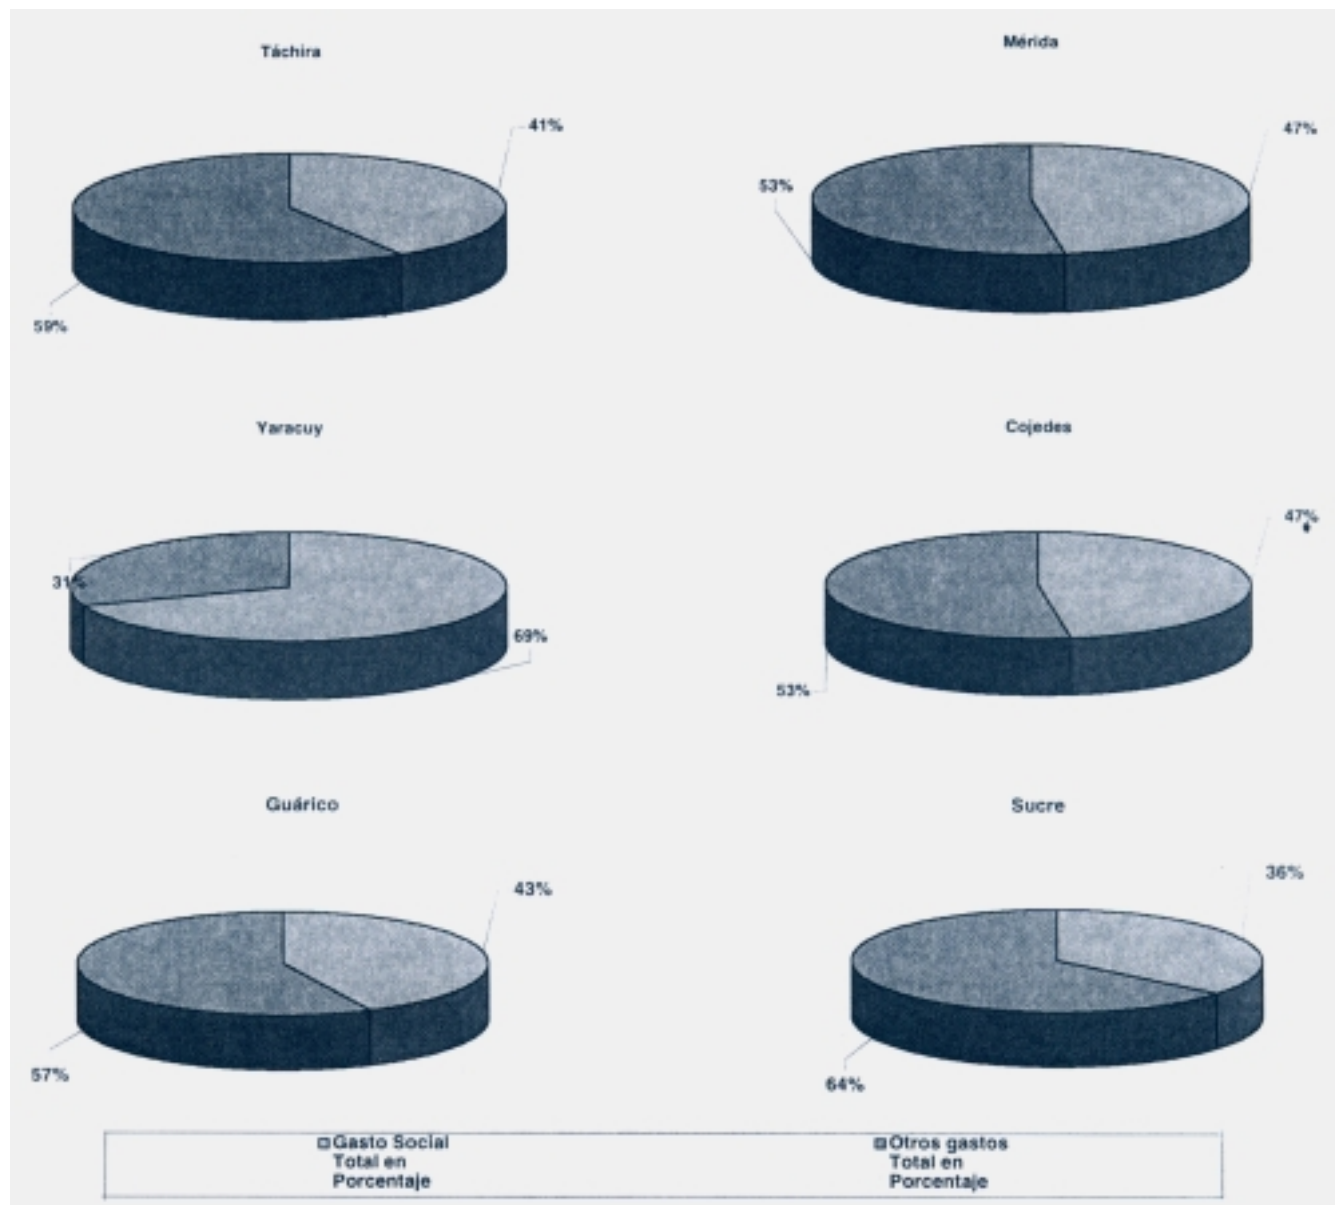 Táchira
Mérida
41%
47%
53%
59%
Yaracuy
Cojedes
47%
31%
69%
53%
Guárico
Sucre
43%
36%
57%
64%
Gasto Social
Total en
Porcentaje
Otros gastos
Total en
Porcentaje